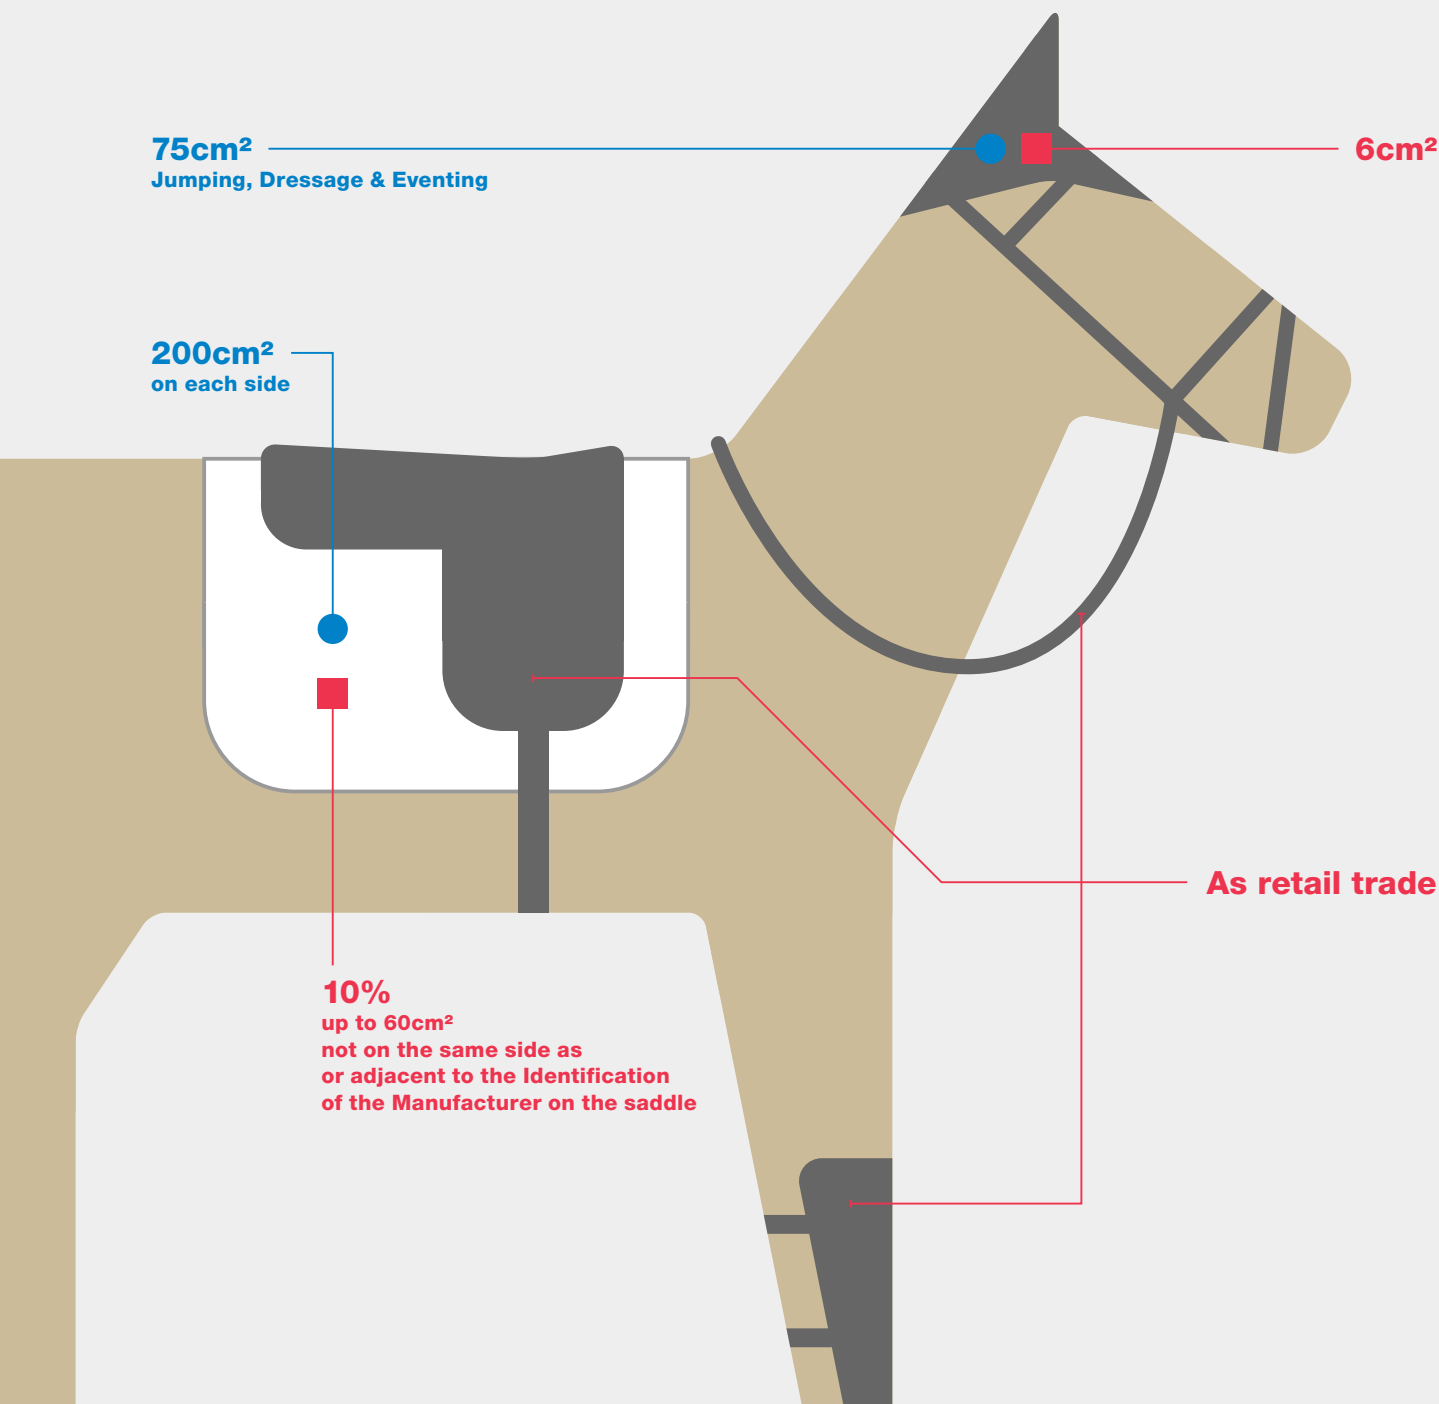 75cm²
Jumping, Dressage & Eventing
6cm²
200cm²
on each side
As retail trade
10%
up to 60cm²
not on the same side as
or adjacent to the Identification
of the Manufacturer on the saddle